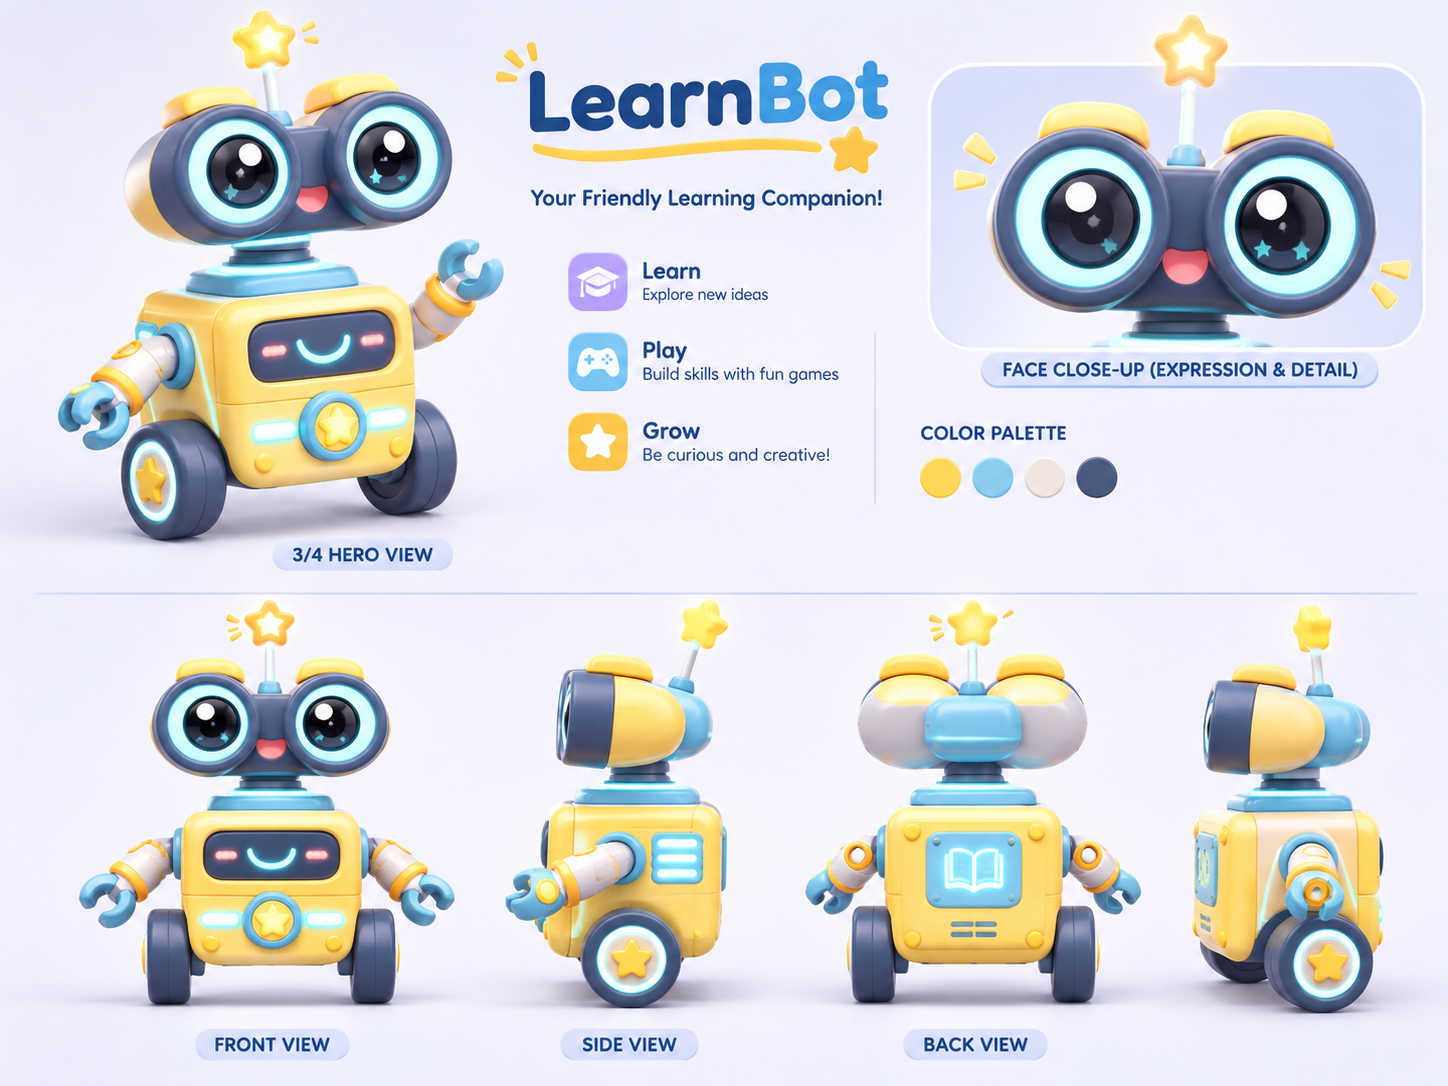 LearnBot
Your Friendly Learning Companion!
Learn
Explore new ideas
Play
Build skills with fun games
Grow
Be curious and creative!
3/4 HERO VIEW
FACE CLOSE-UP (EXPRESSION & DETAIL)
COLOR PALETTE
FRONT VIEW
SIDE VIEW
BACK VIEW